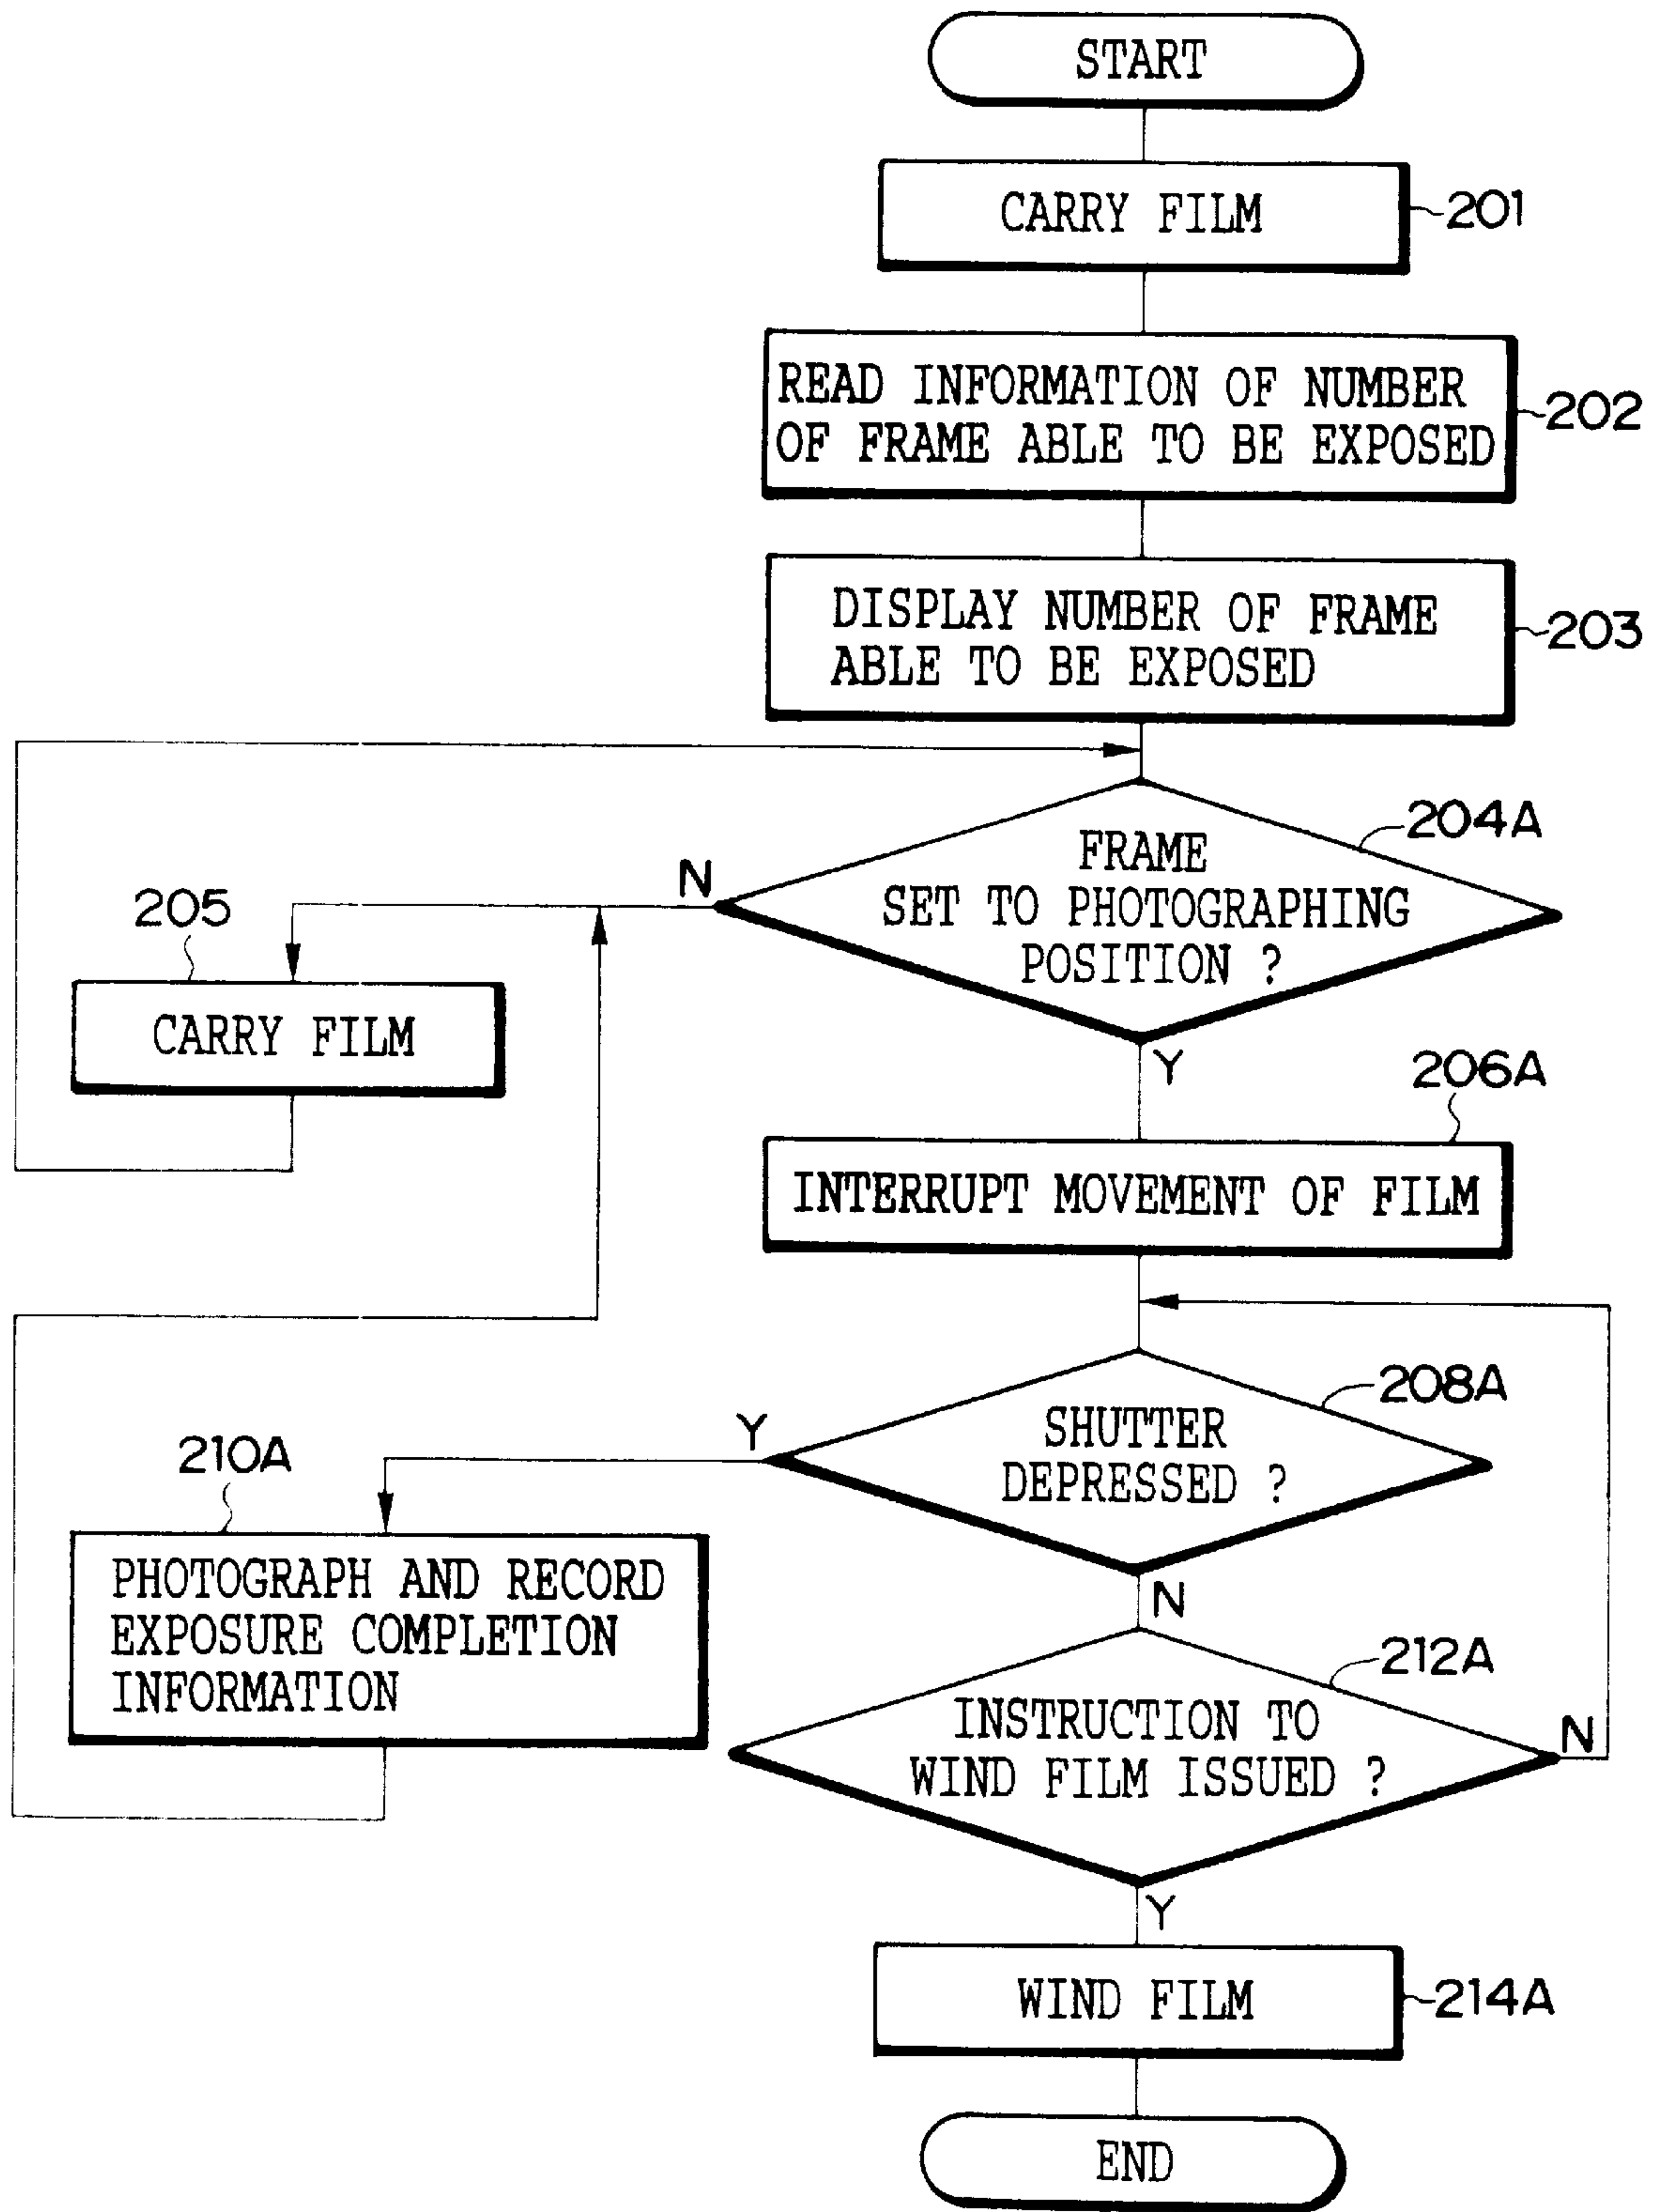 START
CARRY FILM
201
READ INFORMATION OF NUMBER
OF FRAME ABLE TO BE EXPOSED
202
DISPLAY NUMBER OF FRAME
ABLE TO BE EXPOSED
203
204A
FRAME
SET TO PHOTOGRAPHING
POSITION ?
N
205
CARRY FILM
Y
206A
INTERRUPT MOVEMENT OF FILM
208A
SHUTTER
DEPRESSED ?
Y
210A
PHOTOGRAPH AND RECORD
EXPOSURE COMPLETION
INFORMATION
N
212A
INSTRUCTION TO
WIND FILM ISSUED ?
N
Y
WIND FILM
214A
END